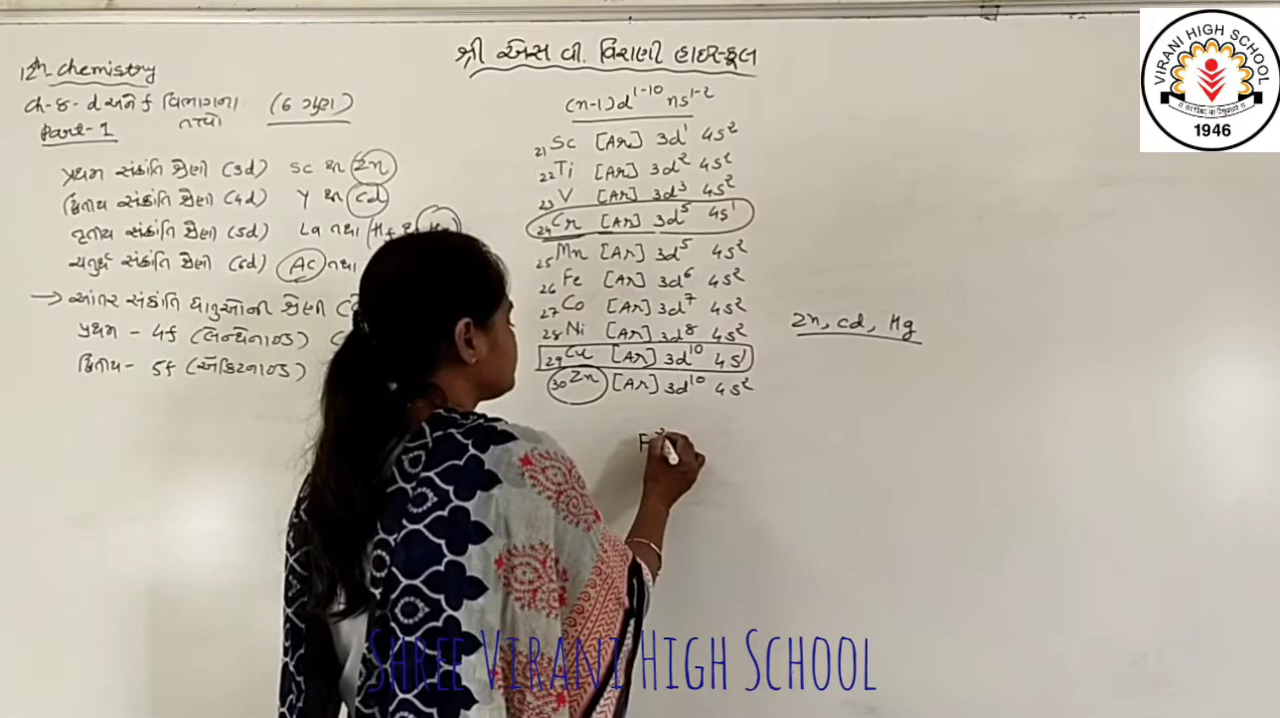 શ્રી એસ વી. વિરાણી હાઇસ્કૂલ
12th chemistry
ch-8- d અને f વિભાગના
તત્વો
(6 ગુણ)
Part-1
પ્રથમ સંક્રાંતિ શ્રેણી (3d) Sc થી Zn
દ્વિતીય સંક્રાંતિ શ્રેણી (4d) Y થી Cd
તૃતીય સંક્રાંતિ શ્રેણી (5d) La તથા Hf થી
ચતુર્થ સંક્રાંતિ શ્રેણી (6d) Ac તથા
→ આંતર સંક્રાંતિ ધાતુઓની શ્રેણી
પ્રથમ - 4f (લેન્થેનાઇડ)
દ્વિતીય - 5f (એક્ટિનાઇડ)
(n-1)d¹⁻¹⁰ ns¹⁻²
₂₁Sc [Ar] 3d¹ 4s²
₂₂Ti [Ar] 3d² 4s²
₂₃V [Ar] 3d³ 4s²
₂₄Cr [Ar] 3d⁵ 4s¹
₂₅Mn [Ar] 3d⁵ 4s²
₂₆Fe [Ar] 3d⁶ 4s²
₂₇Co [Ar] 3d⁷ 4s²
₂₈Ni [Ar] 3d⁸ 4s²
₂₉Cu [Ar] 3d¹⁰ 4s¹
₃₀Zn [Ar] 3d¹⁰ 4s²
Zn, Cd, Hg
VIRANI HIGH SCHOOL
1946
SHREE VIRANI HIGH SCHOOL